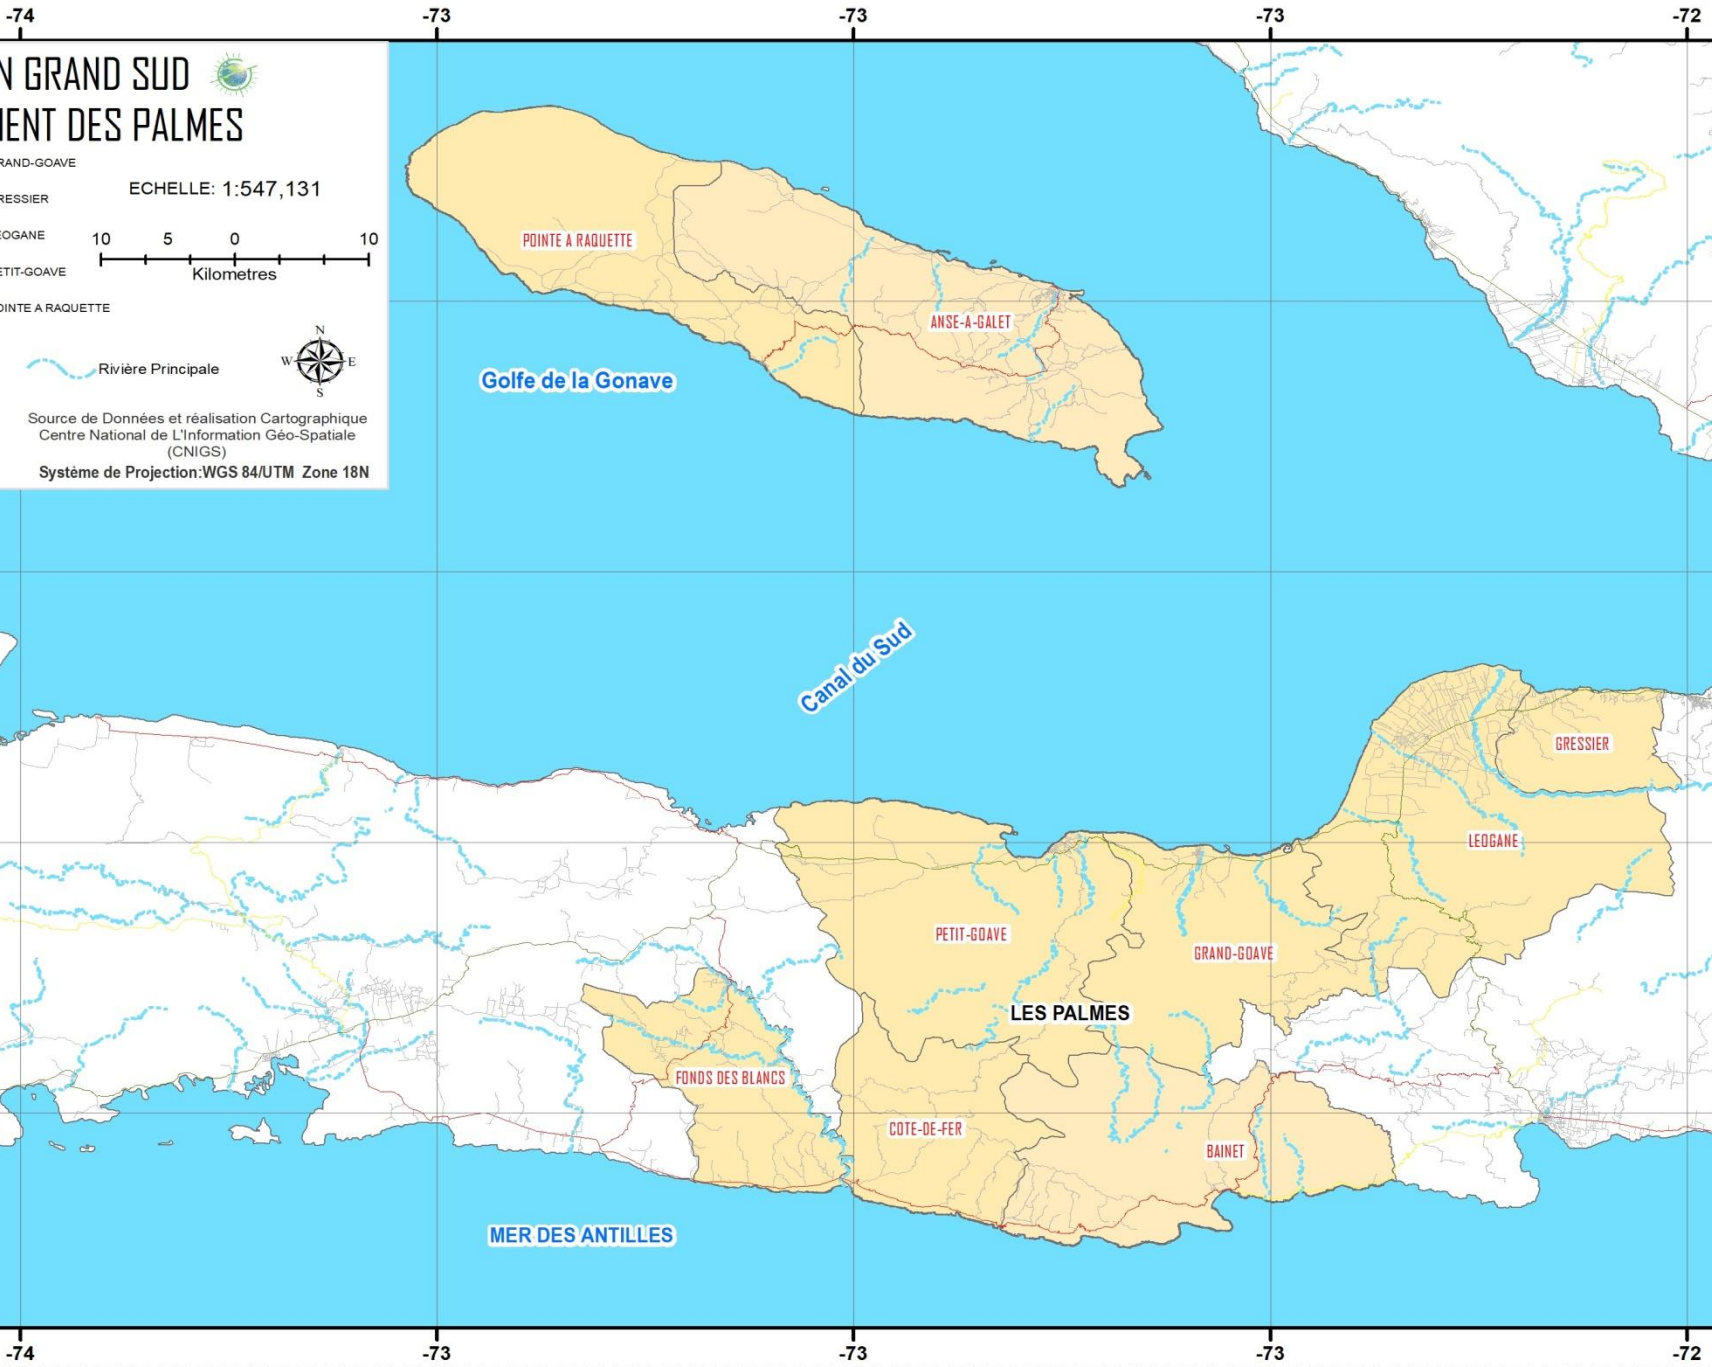 -74 -73 -73 -73 -72
N GRAND SUD
MENT DES PALMES
RAND-GOAVE
ECHELLE: 1:547,131
RESSIER
EOGANE
10 5 0 10
Kilometres
ETIT-GOAVE
OINTE A RAQUETTE
N
W E
S
Rivière Principale
Source de Données et réalisation Cartographique
Centre National de L'Information Géo-Spatiale
(CNIGS)
Système de Projection:WGS 84/UTM Zone 18N
POINTE A RAQUETTE
ANSE-A-GALET
Golfe de la Gonave
Canal du Sud
GRESSIER
LEOGANE
PETIT-GOAVE
GRAND-GOAVE
LES PALMES
FONDS DES BLANCS
COTE-DE-FER
BAINET
MER DES ANTILLES
-74 -73 -73 -73 -72